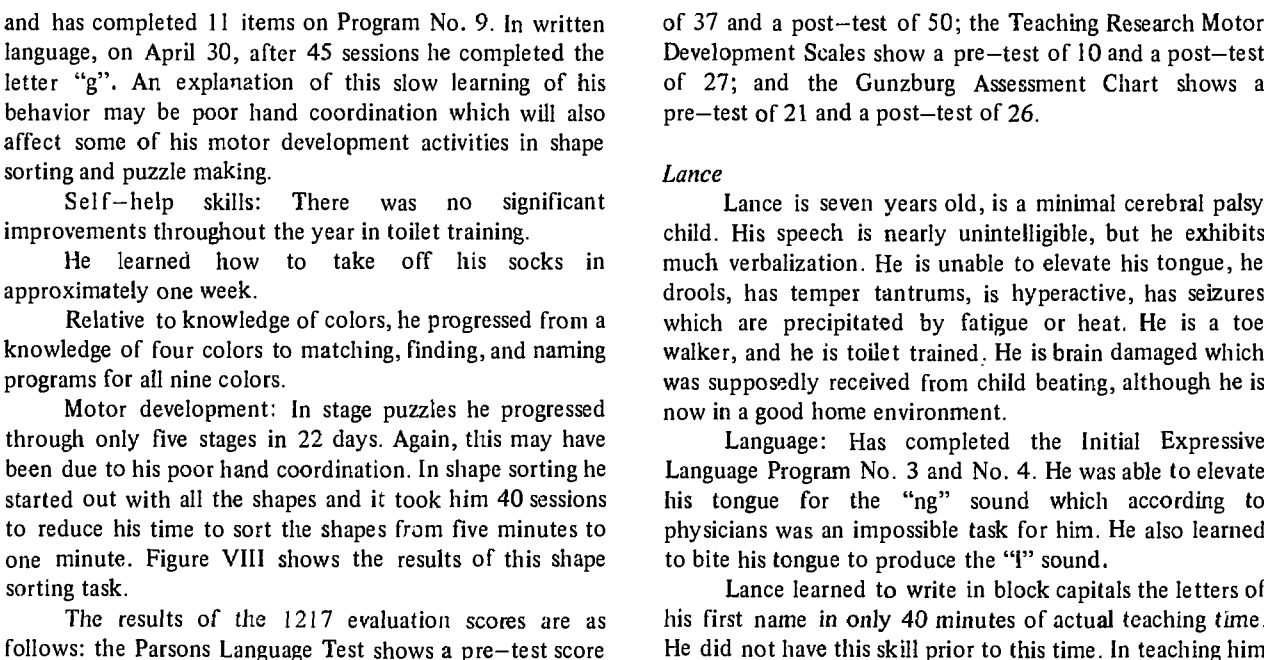 and has completed 11 items on Program No. 9. In written
language, on April 30, after 45 sessions he completed the
letter “g”. An explanation of this slow learning of his
behavior may be poor hand coordination which will also
affect some of his motor development activities in shape
sorting and puzzle making.
Self–help skills: There was no significant
improvements throughout the year in toilet training.
He learned how to take off his socks in
approximately one week.
Relative to knowledge of colors, he progressed from a
knowledge of four colors to matching, finding, and naming
programs for all nine colors.
Motor development: In stage puzzles he progressed
through only five stages in 22 days. Again, this may have
been due to his poor hand coordination. In shape sorting he
started out with all the shapes and it took him 40 sessions
to reduce his time to sort the shapes from five minutes to
one minute. Figure VIII shows the results of this shape
sorting task.
The results of the 1217 evaluation scores are as
follows: the Parsons Language Test shows a pre–test score
of 37 and a post–test of 50; the Teaching Research Motor
Development Scales show a pre–test of 10 and a post–test
of 27; and the Gunzburg Assessment Chart shows a
pre–test of 21 and a post–test of 26.
Lance
Lance is seven years old, is a minimal cerebral palsy
child. His speech is nearly unintelligible, but he exhibits
much verbalization. He is unable to elevate his tongue, he
drools, has temper tantrums, is hyperactive, has seizures
which are precipitated by fatigue or heat. He is a toe
walker, and he is toilet trained. He is brain damaged which
was supposedly received from child beating, although he is
now in a good home environment.
Language: Has completed the Initial Expressive
Language Program No. 3 and No. 4. He was able to elevate
his tongue for the “ng” sound which according to
physicians was an impossible task for him. He also learned
to bite his tongue to produce the “l” sound.
Lance learned to write in block capitals the letters of
his first name in only 40 minutes of actual teaching time.
He did not have this skill prior to this time. In teaching him